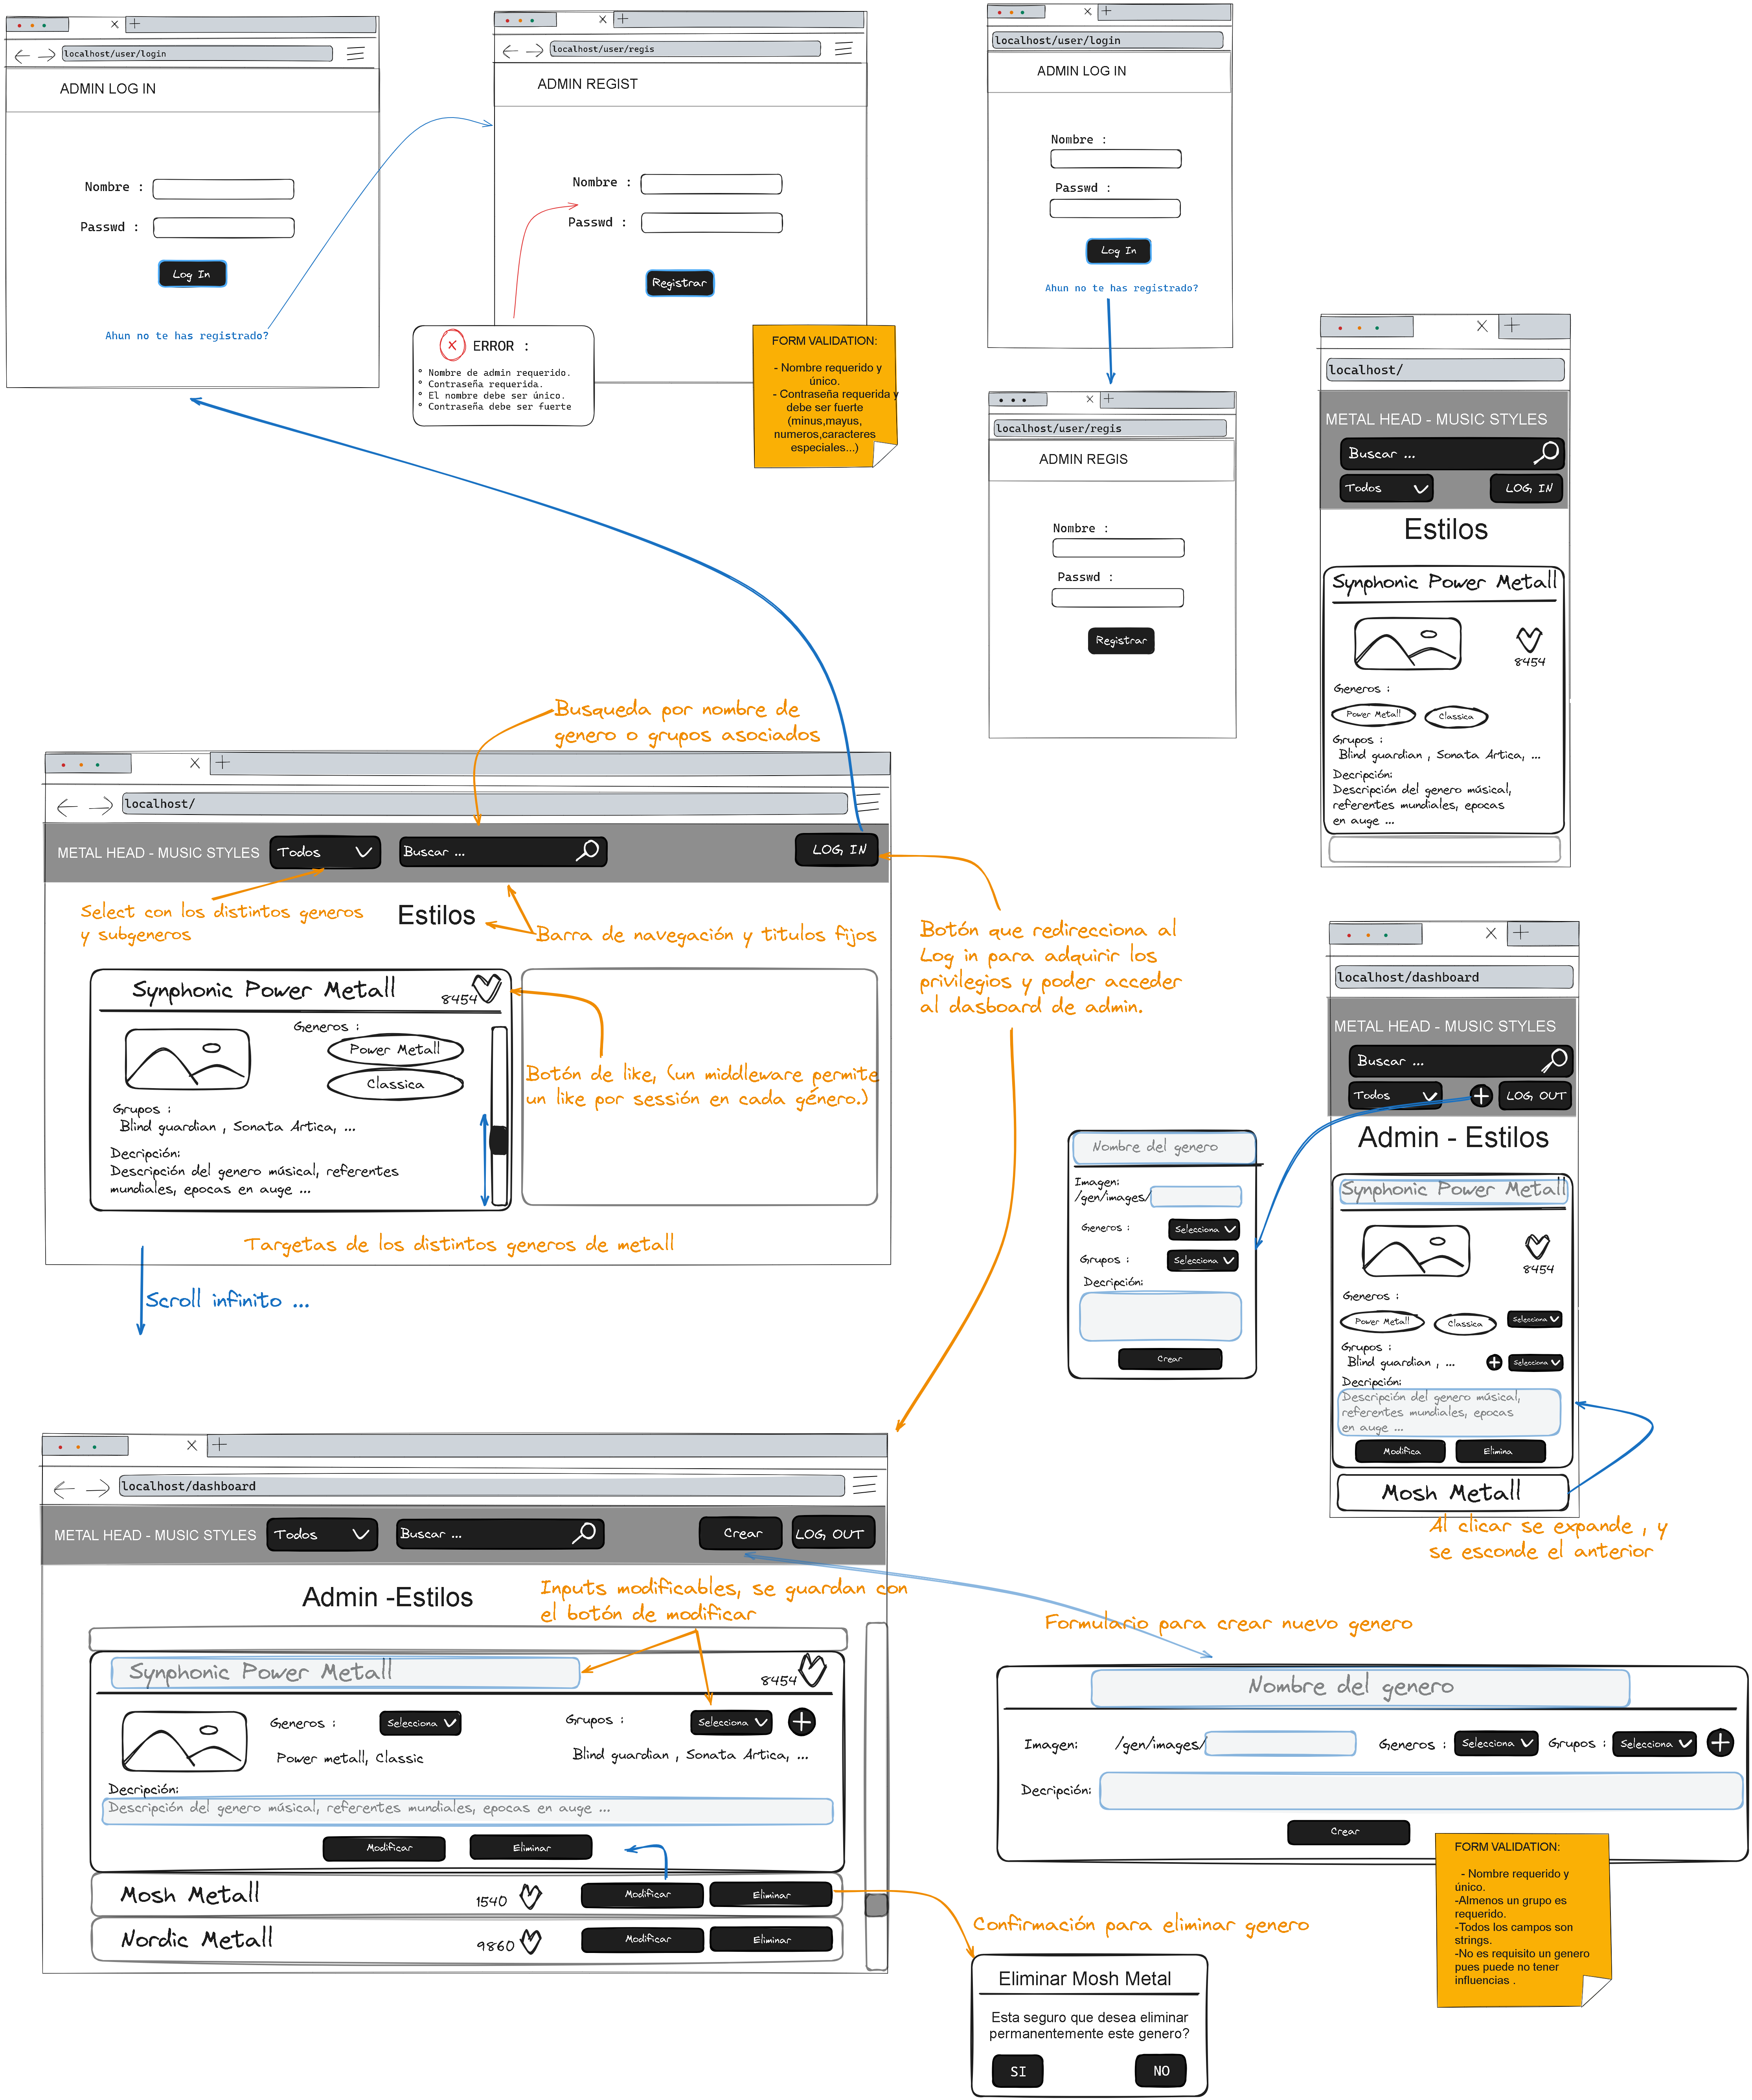 localhost/user/login
ADMIN LOG IN
Nombre :
Passwd :
Log In
Ahun no te has registrado?
localhost/user/regis
ADMIN REGIST
Nombre :
Passwd :
Registrar
ERROR :
° Nombre de admin requerido.
° Contraseña requerida.
° El nombre debe ser único.
° Contraseña debe ser fuerte
FORM VALIDATION:
- Nombre requerido y
único.
- Contraseña requerida y
debe ser fuerte
(minus,mayus,
numeros,caracteres
especiales...)
localhost/user/login
ADMIN LOG IN
Nombre :
Passwd :
Log In
Ahun no te has registrado?
localhost/user/regis
ADMIN REGIS
Nombre :
Passwd :
Registrar
localhost/
METAL HEAD - MUSIC STYLES
Buscar ...
Todos
LOG IN
Estilos
Synphonic Power Metall
8454
Generos :
Power Metall
Classica
Grupos :
Blind guardian , Sonata Artica, ...
Decripción:
Descripción del genero músical,
referentes mundiales, epocas
en auge ...
Busqueda por nombre de
genero o grupos asociados
localhost/
METAL HEAD - MUSIC STYLES
Todos
Buscar ...
LOG IN
Select con los distintos generos
y subgeneros
Estilos
Barra de navegación y titulos fijos
Botón que redirecciona al
Log in para adquirir los
privilegios y poder acceder
al dasboard de admin.
Synphonic Power Metall
8454
Generos :
Power Metall
Classica
Grupos :
Blind guardian , Sonata Artica, ...
Decripción:
Descripción del genero músical, referentes
mundiales, epocas en auge ...
Botón de like, (un middleware permite
un like por sessión en cada género.)
Targetas de los distintos generos de metall
Scroll infinito ...
localhost/dashboard
METAL HEAD - MUSIC STYLES
Buscar ...
Todos
LOG OUT
Admin - Estilos
Synphonic Power Metall
8454
Generos :
Power Metall
Classica
Selecciona
Grupos :
Blind guardian , ...
Selecciona
Decripción:
Descripción del genero músical,
referentes mundiales, epocas
en auge ...
Modifica
Elimina
Mosh Metall
Al clicar se expande , y
se esconde el anterior
Nombre del genero
Imagen:
/gen/images/
Generos :
Selecciona
Grupos :
Selecciona
Decripción:
Crear
localhost/dashboard
METAL HEAD - MUSIC STYLES
Todos
Buscar ...
Crear
LOG OUT
Admin -Estilos
Inputs modificables, se guardan con
el botón de modificar
Synphonic Power Metall
8454
Generos :
Selecciona
Grupos :
Selecciona
Power metall, Classic
Blind guardian , Sonata Artica, ...
Decripción:
Descripción del genero músical, referentes mundiales, epocas en auge ...
Modificar
Eliminar
Mosh Metall
1540
Modificar
Eliminar
Nordic Metall
9860
Modificar
Eliminar
Formulario para crear nuevo genero
Nombre del genero
Imagen:
/gen/images/
Generos :
Selecciona
Grupos :
Selecciona
Decripción:
Crear
FORM VALIDATION:
- Nombre requerido y
único.
-Almenos un grupo es
requerido.
-Todos los campos son
strings.
-No es requisito un genero
pues puede no tener
influencias .
Confirmación para eliminar genero
Eliminar Mosh Metal
Esta seguro que desea eliminar
permanentemente este genero?
SI
NO